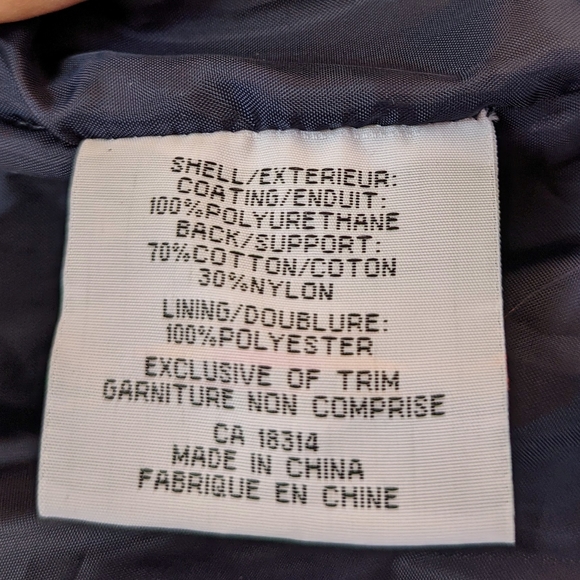 SHELL/EXTERIEUR:
COATING/ENDUIT:
100%POLYURETHANE
BACK/SUPPORT:
70%COTTON/COTON
30%NYLON
LINING/DOUBLURE:
100%POLYESTER
EXCLUSIVE OF TRIM
GARNITURE NON COMPRISE
CA 18314
MADE IN CHINA
FABRIQUE EN CHINE